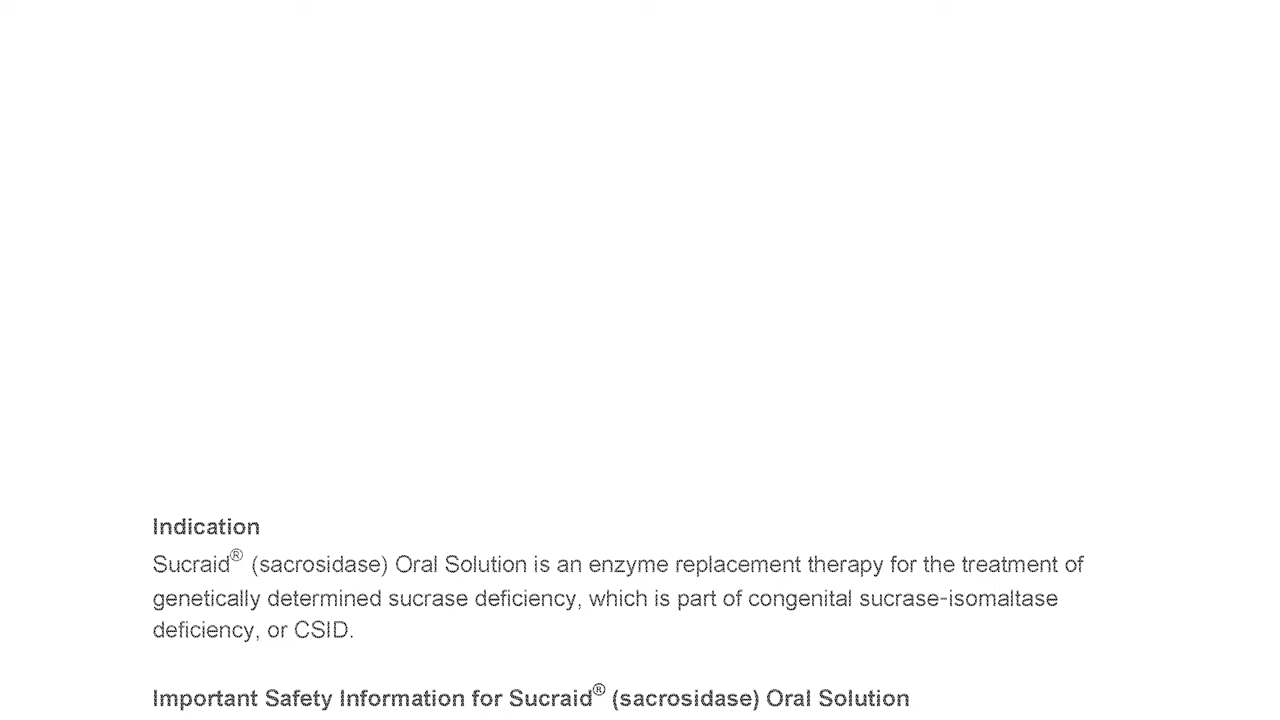 Indication
Sucraid® (sacrosidase) Oral Solution is an enzyme replacement therapy for the treatment of
genetically determined sucrase deficiency, which is part of congenital sucrase-isomaltase
deficiency, or CSID.
Important Safety Information for Sucraid® (sacrosidase) Oral Solution